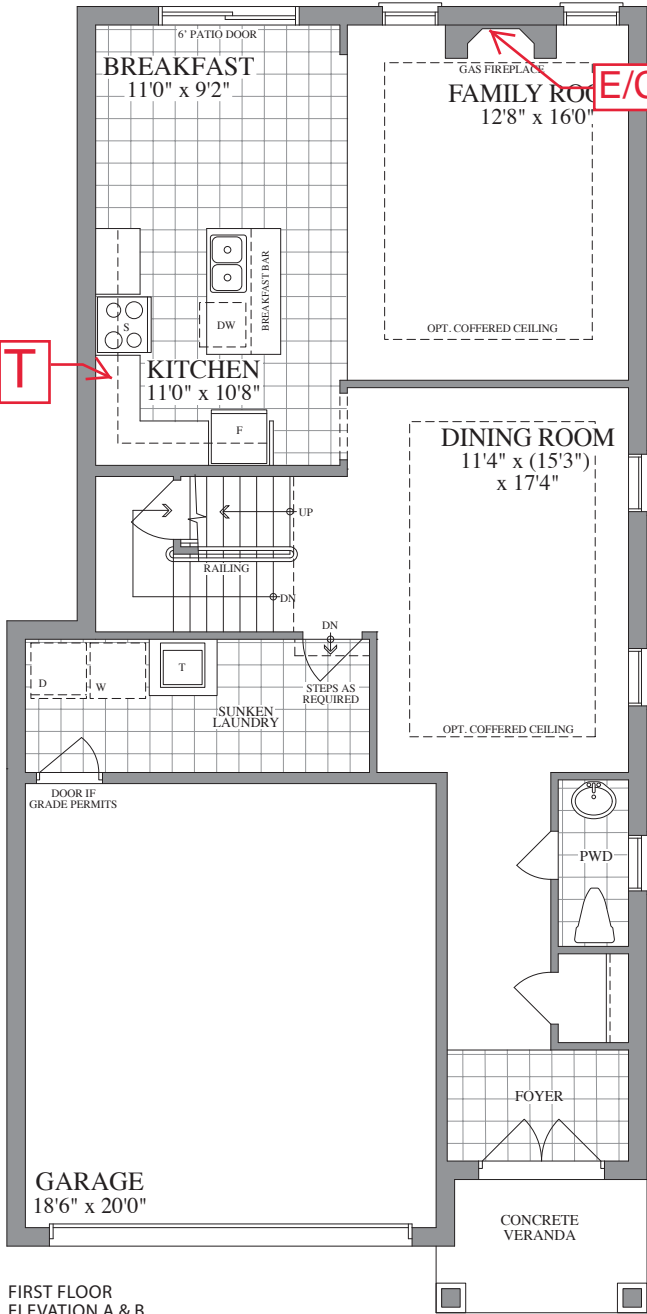 6' PATIO DOOR
BREAKFAST
11'0" x 9'2"
GAS FIREPLACE
E/
FAMILY ROO
12'8" x 16'0"
BREAKFAST BAR
S
DW
OPT. COFFERED CEILING
T
KITCHEN
11'0" x 10'8"
F
DINING ROOM
11'4" x (15'3")
x 17'4"
UP
RAILING
DN
DN
D
W
T
STEPS AS
REQUIRED
SUNKEN
LAUNDRY
OPT. COFFERED CEILING
DOOR IF
GRADE PERMITS
PWD
FOYER
GARAGE
18'6" x 20'0"
CONCRETE
VERANDA
FIRST FLOOR
ELEVATION A & B